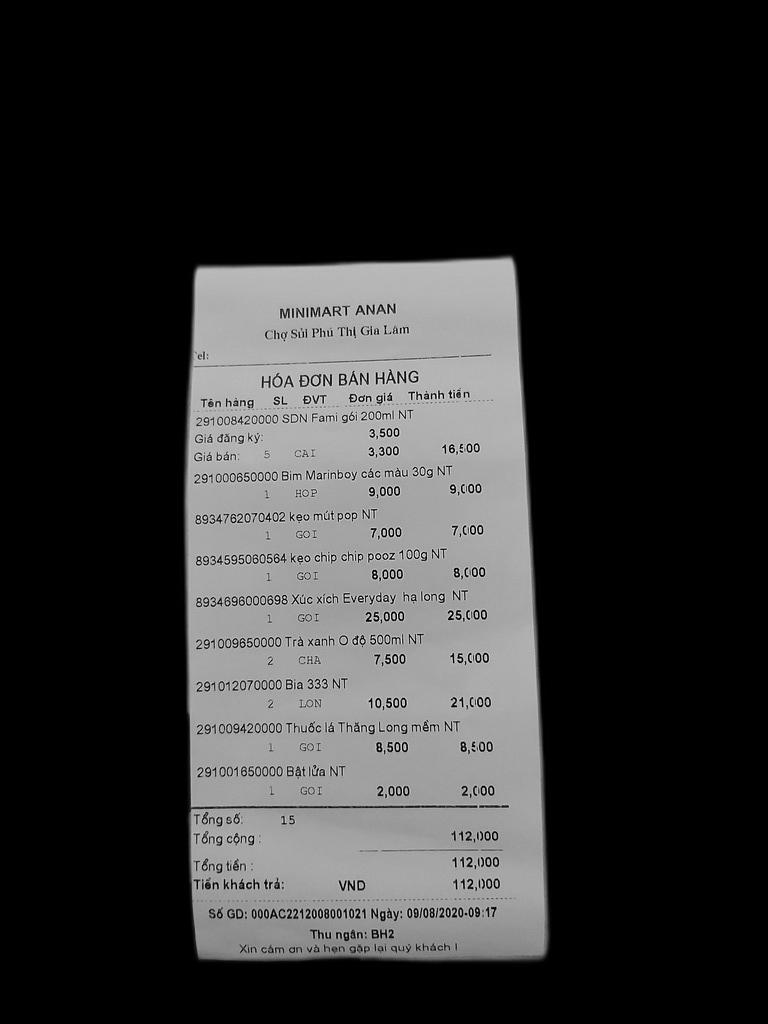 MINIMART ANAN
Chợ Sủi Phú Thị Gia Lâm
el:
HÓA ĐƠN BÁN HÀNG
Tên hàng SL ĐVT Đơn giá Thành tiền
291008420000 SDN Fami gói 200ml NT
Giá đăng ký: 3,500
Giá bán: 5 CAI 3,300 16,500
291000650000 Bim Marinboy các màu 30g NT
1 HOP 9,000 9,000
8934762070402 kẹo mút pop NT
1 GOI 7,000 7,000
8934595060564 kẹo chip chip pooz 100g NT
1 GOI 8,000 8,000
8934696000698 Xúc xích Everyday hạ long NT
1 GOI 25,000 25,000
291009650000 Trà xanh O độ 500ml NT
2 CHA 7,500 15,000
291012070000 Bia 333 NT
2 LON 10,500 21,000
291009420000 Thuốc lá Thăng Long mềm NT
1 GOI 8,500 8,500
291001650000 Bật lửa NT
1 GOI 2,000 2,000
Tổng số: 15
Tổng cộng : 112,000
Tổng tiền : 112,000
Tiền khách trả: VND 112,000
Số GD: 000AC2212008001021 Ngày: 09/08/2020-09:17
Thu ngân: BH2
Xin cảm ơn và hẹn gặp lại quý khách !